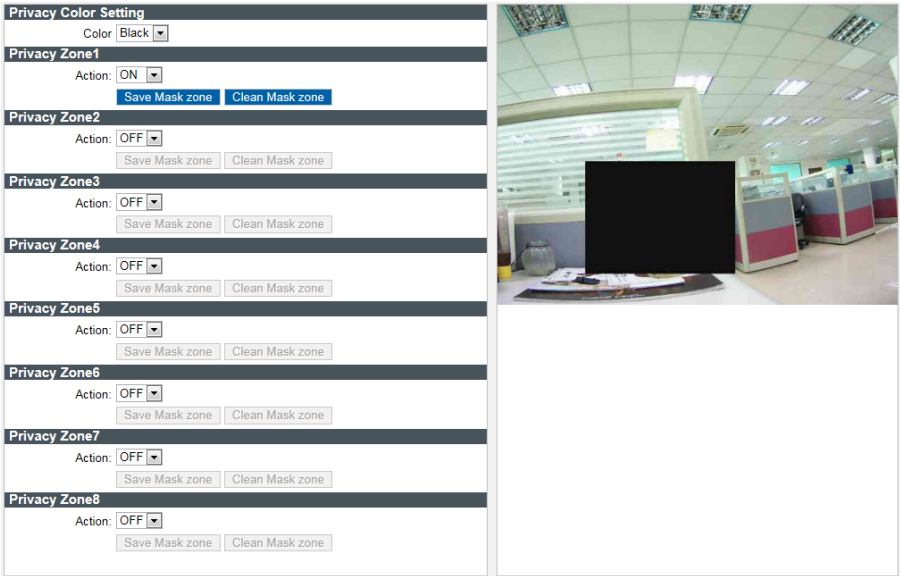 Privacy Color Setting
Color Black
Privacy Zone1
Action: ON
Save Mask zone Clean Mask zone
Privacy Zone2
Action: OFF
Save Mask zone Clean Mask zone
Privacy Zone3
Action: OFF
Save Mask zone Clean Mask zone
Privacy Zone4
Action: OFF
Save Mask zone Clean Mask zone
Privacy Zone5
Action: OFF
Save Mask zone Clean Mask zone
Privacy Zone6
Action: OFF
Save Mask zone Clean Mask zone
Privacy Zone7
Action: OFF
Save Mask zone Clean Mask zone
Privacy Zone8
Action: OFF
Save Mask zone Clean Mask zone